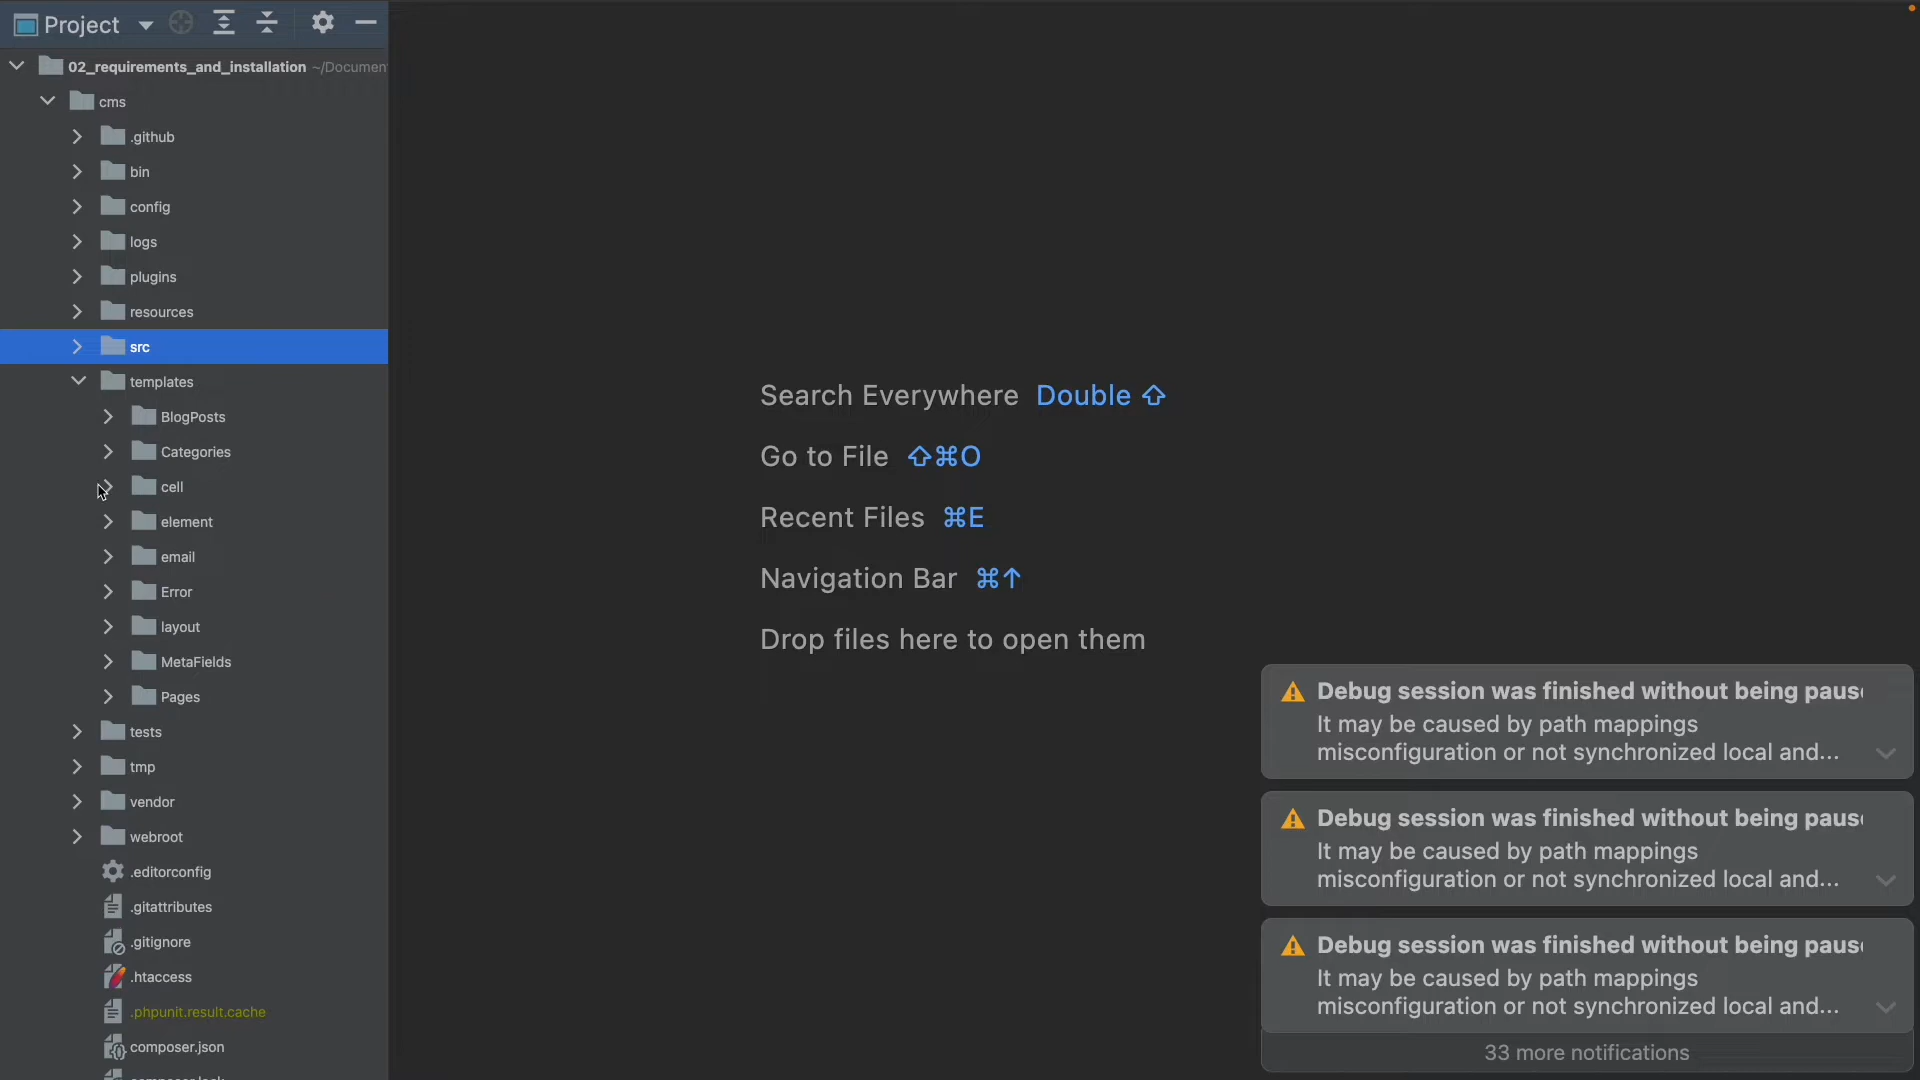 Project
02_requirements_and_installation ~/Documen
cms
.github
bin
config
logs
plugins
resources
src
templates
BlogPosts
Categories
cell
element
email
Error
layout
MetaFields
Pages
tests
tmp
vendor
webroot
.editorconfig
.gitattributes
.gitignore
.htaccess
.phpunit.result.cache
composer.json
Search Everywhere Double ⇧
Go to File ⇧⌘O
Recent Files ⌘E
Navigation Bar ⌘↑
Drop files here to open them
Debug session was finished without being paus
It may be caused by path mappings
misconfiguration or not synchronized local and...
Debug session was finished without being paus
It may be caused by path mappings
misconfiguration or not synchronized local and...
Debug session was finished without being paus
It may be caused by path mappings
misconfiguration or not synchronized local and...
33 more notifications